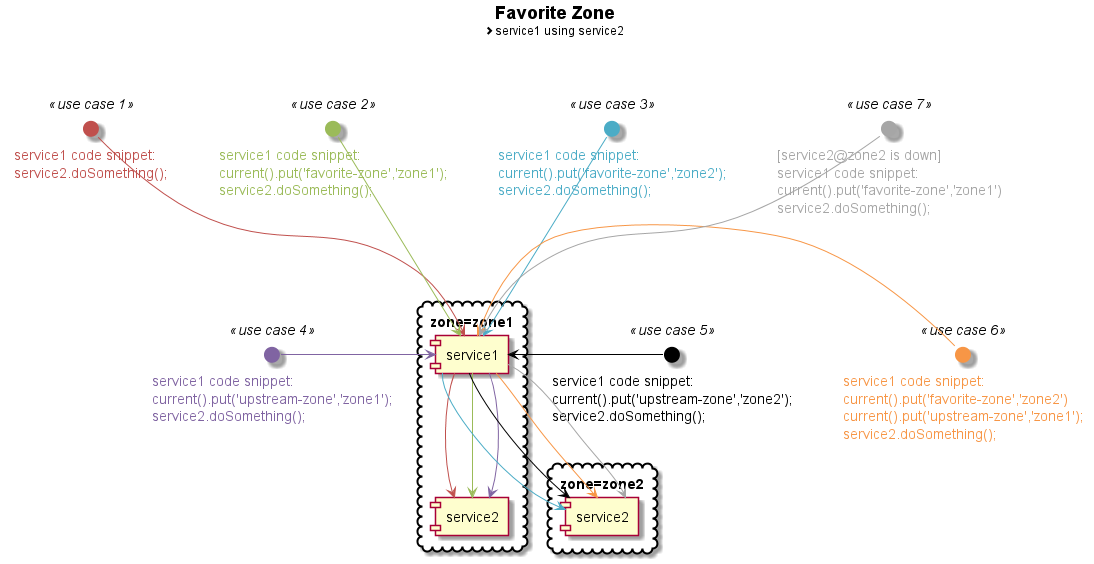 Favorite Zone
service1 using service2
«use case 1»
service1 code snippet:
service2.doSomething();
«use case 2»
service1 code snippet:
current().put('favorite-zone','zone1');
service2.doSomething();
«use case 3»
service1 code snippet:
current().put('favorite-zone','zone2');
service2.doSomething();
«use case 7»
[service2@zone2 is down]
service1 code snippet:
current().put('favorite-zone','zone1')
service2.doSomething();
«use case 4»
service1 code snippet:
current().put('upstream-zone','zone1');
service2.doSomething();
zone=zone1
service1
service2
«use case 5»
service1 code snippet:
current().put('upstream-zone','zone2');
service2.doSomething();
«use case 6»
service1 code snippet:
current().put('favorite-zone','zone2')
current().put('upstream-zone','zone1');
service2.doSomething();
zone=zone2
service2